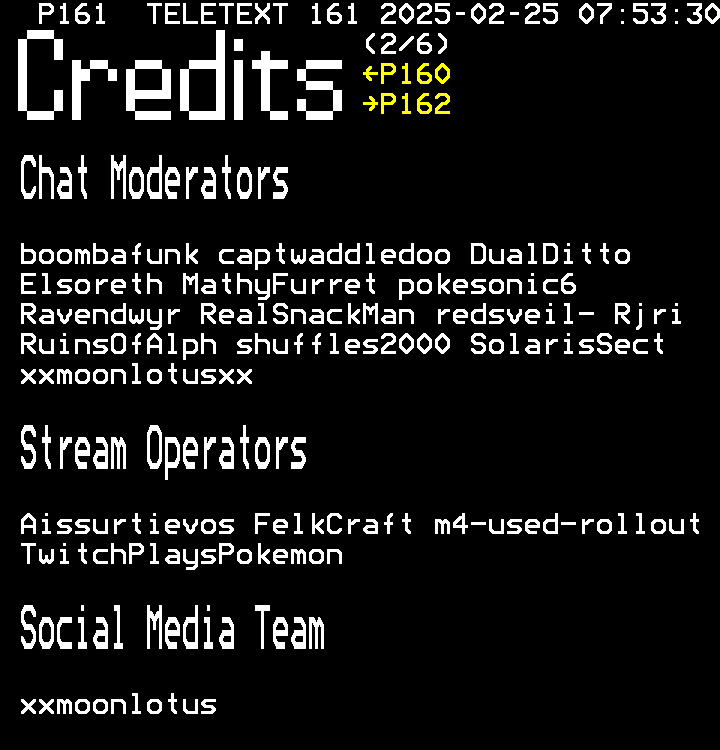 P161 TELETEXT 161 2025-02-25 07:53:30
Credits
(2/6)
←P160
→P162
Chat Moderators
boombafunk captwaddledoo DualDitto
Elsoreth MathyFurret pokesonic6
Ravendwyr RealSnackMan redsveil- Rjri
RuinsOfAlph shuffles2000 SolarisSect
xxmoonlotusxx
Stream Operators
Aissurtievos FelkCraft m4-used-rollout
TwitchPlaysPokemon
Social Media Team
xxmoonlotus